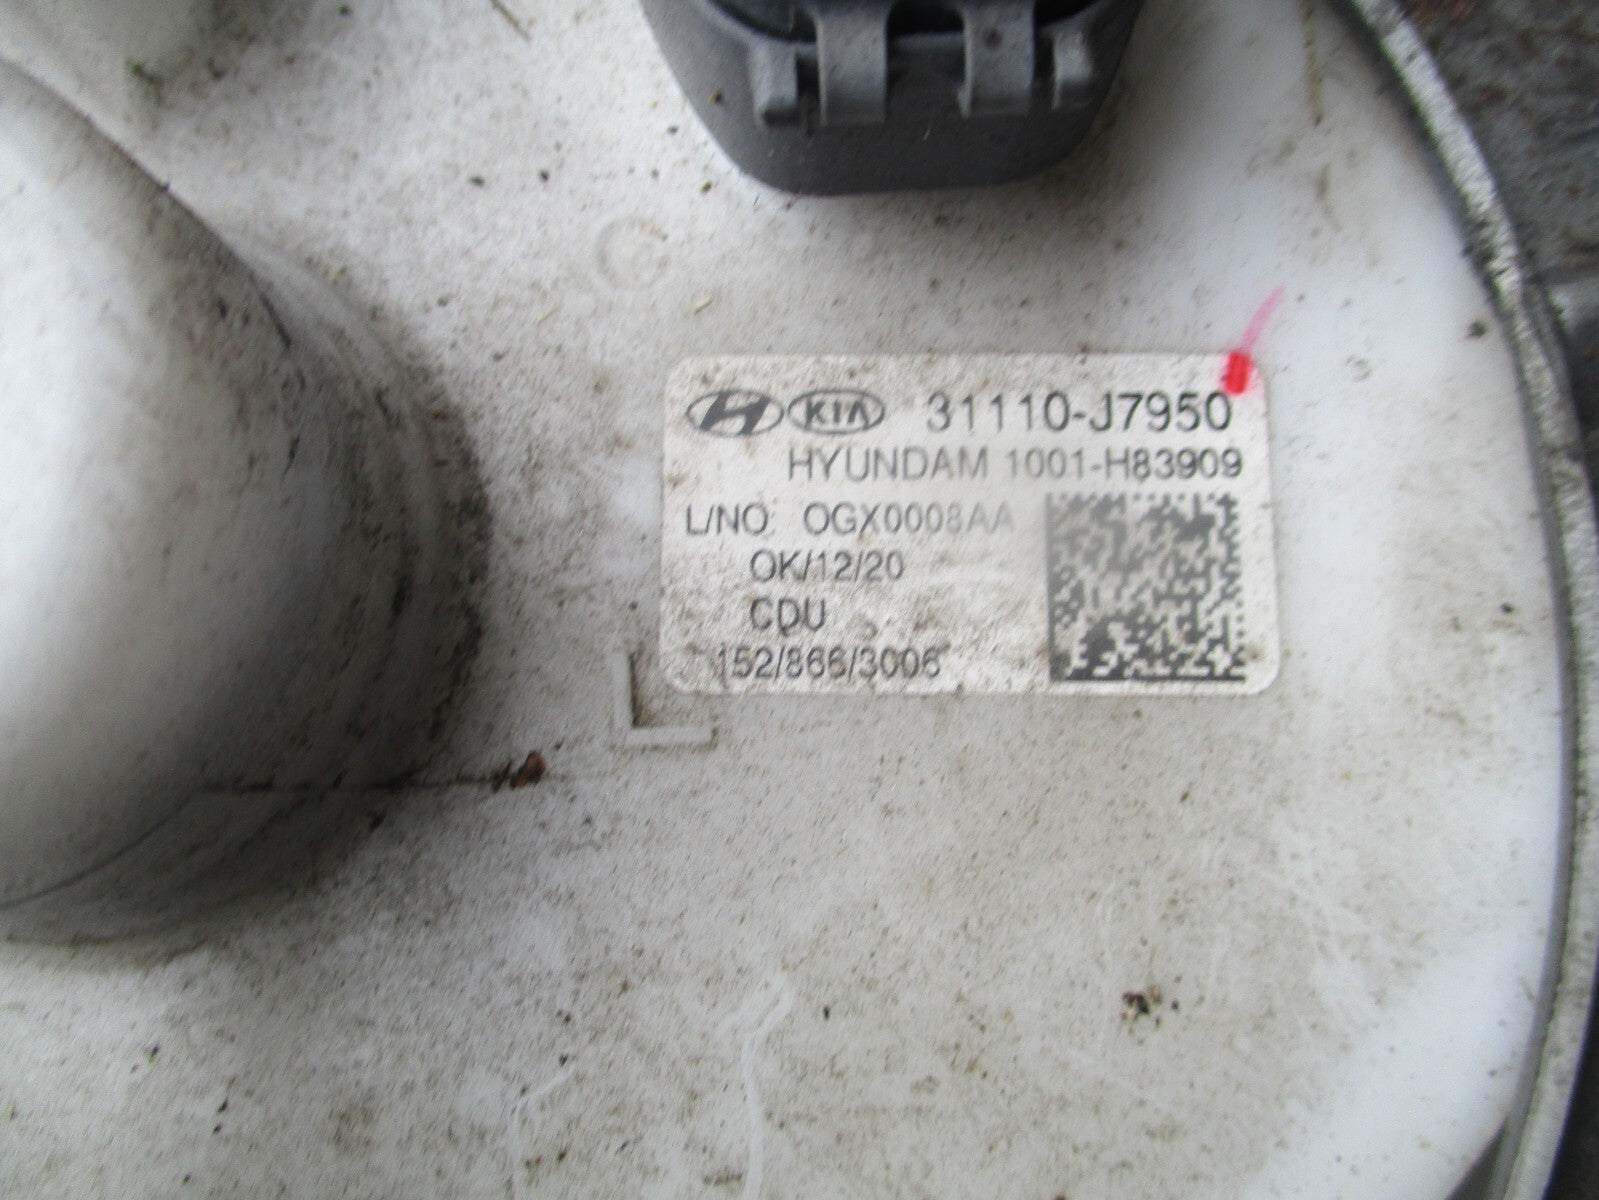 H KIA 31110-J7950
HYUNDAM 1001-H83909
L/NO: OGX0008AA
OK/12/20
CDU
152/866/3006